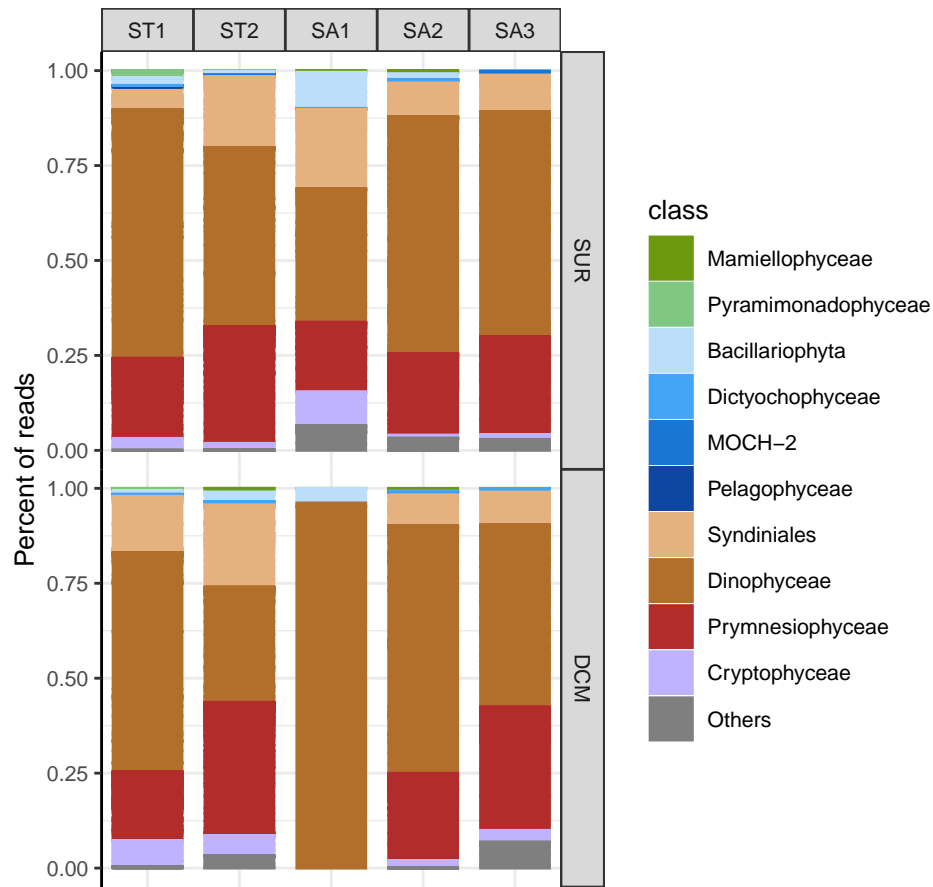 ST1 ST2 SA1 SA2 SA3
1.00
0.75
0.50
0.25
0.00
SUR
1.00
0.75
0.50
0.25
0.00
DCM
Percent of reads
class
Mamiellophyceae
Pyramimonadophyceae
Bacillariophyta
Dictyochophyceae
MOCH−2
Pelagophyceae
Syndiniales
Dinophyceae
Prymnesiophyceae
Cryptophyceae
Others